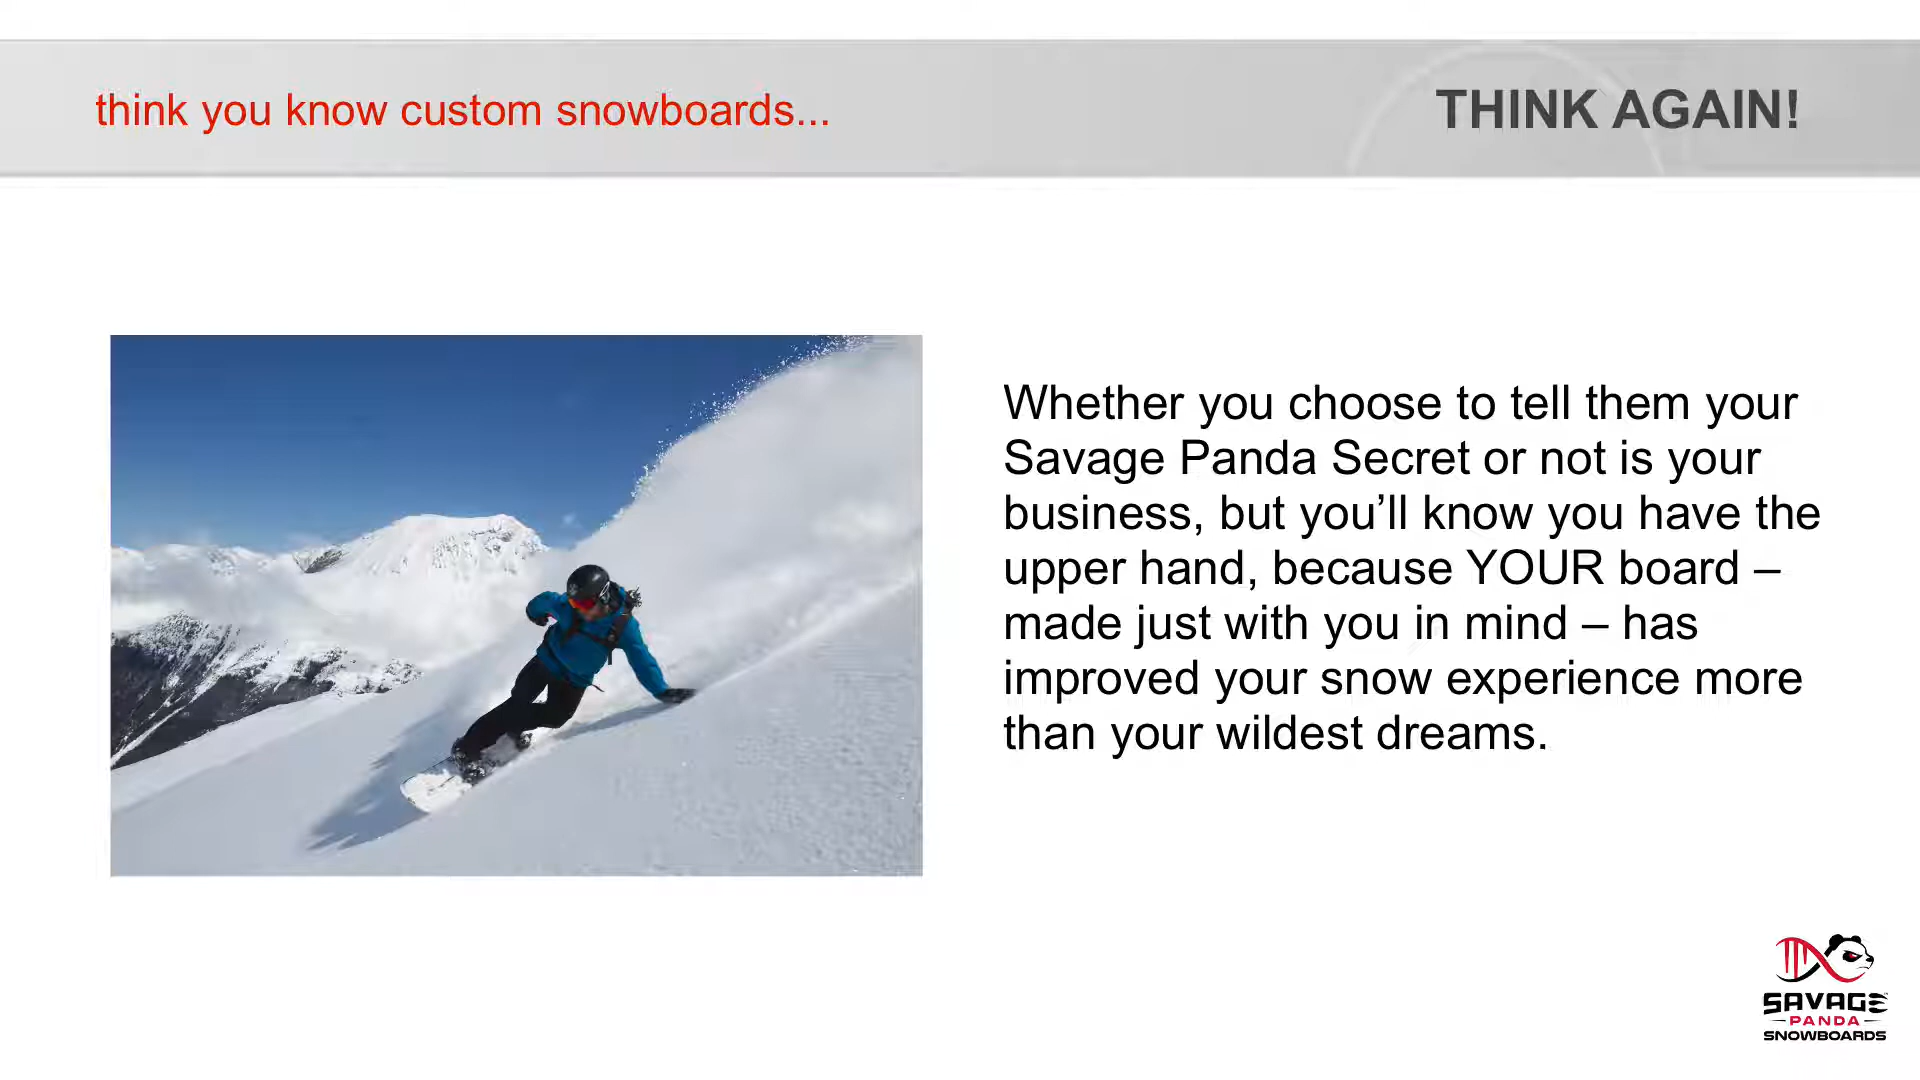 think you know custom snowboards...
THINK AGAIN!
Whether you choose to tell them your
Savage Panda Secret or not is your
business, but you’ll know you have the
upper hand, because YOUR board –
made just with you in mind – has
improved your snow experience more
than your wildest dreams.
SAVAGE
PANDA
SNOWBOARDS